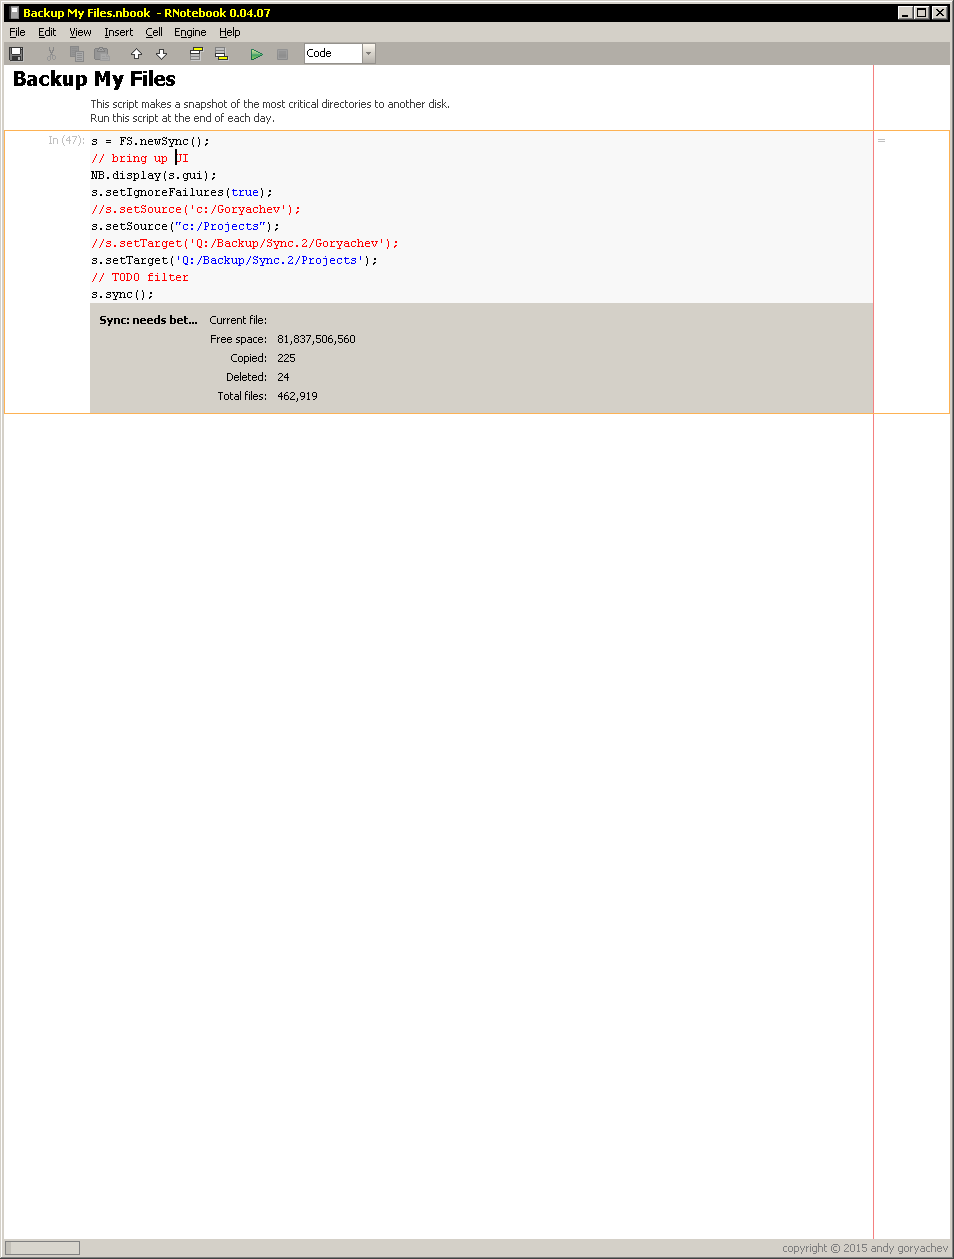 Backup My Files.nbook - RNotebook 0.04.07
File Edit View Insert Cell Engine Help
Code
Backup My Files
This script makes a snapshot of the most critical directories to another disk.
Run this script at the end of each day.
In (47): s = FS.newSync(); =
// bring up UI
NB.display(s.gui);
s.setIgnoreFailures(true);
//s.setSource('c:/Goryachev');
s.setSource("c:/Projects");
//s.setTarget('Q:/Backup/Sync.2/Goryachev');
s.setTarget('Q:/Backup/Sync.2/Projects');
// TODO filter
s.sync();
Sync: needs bet... Current file:
Free space: 81,837,506,560
Copied: 225
Deleted: 24
Total files: 462,919
copyright © 2015 andy goryachev